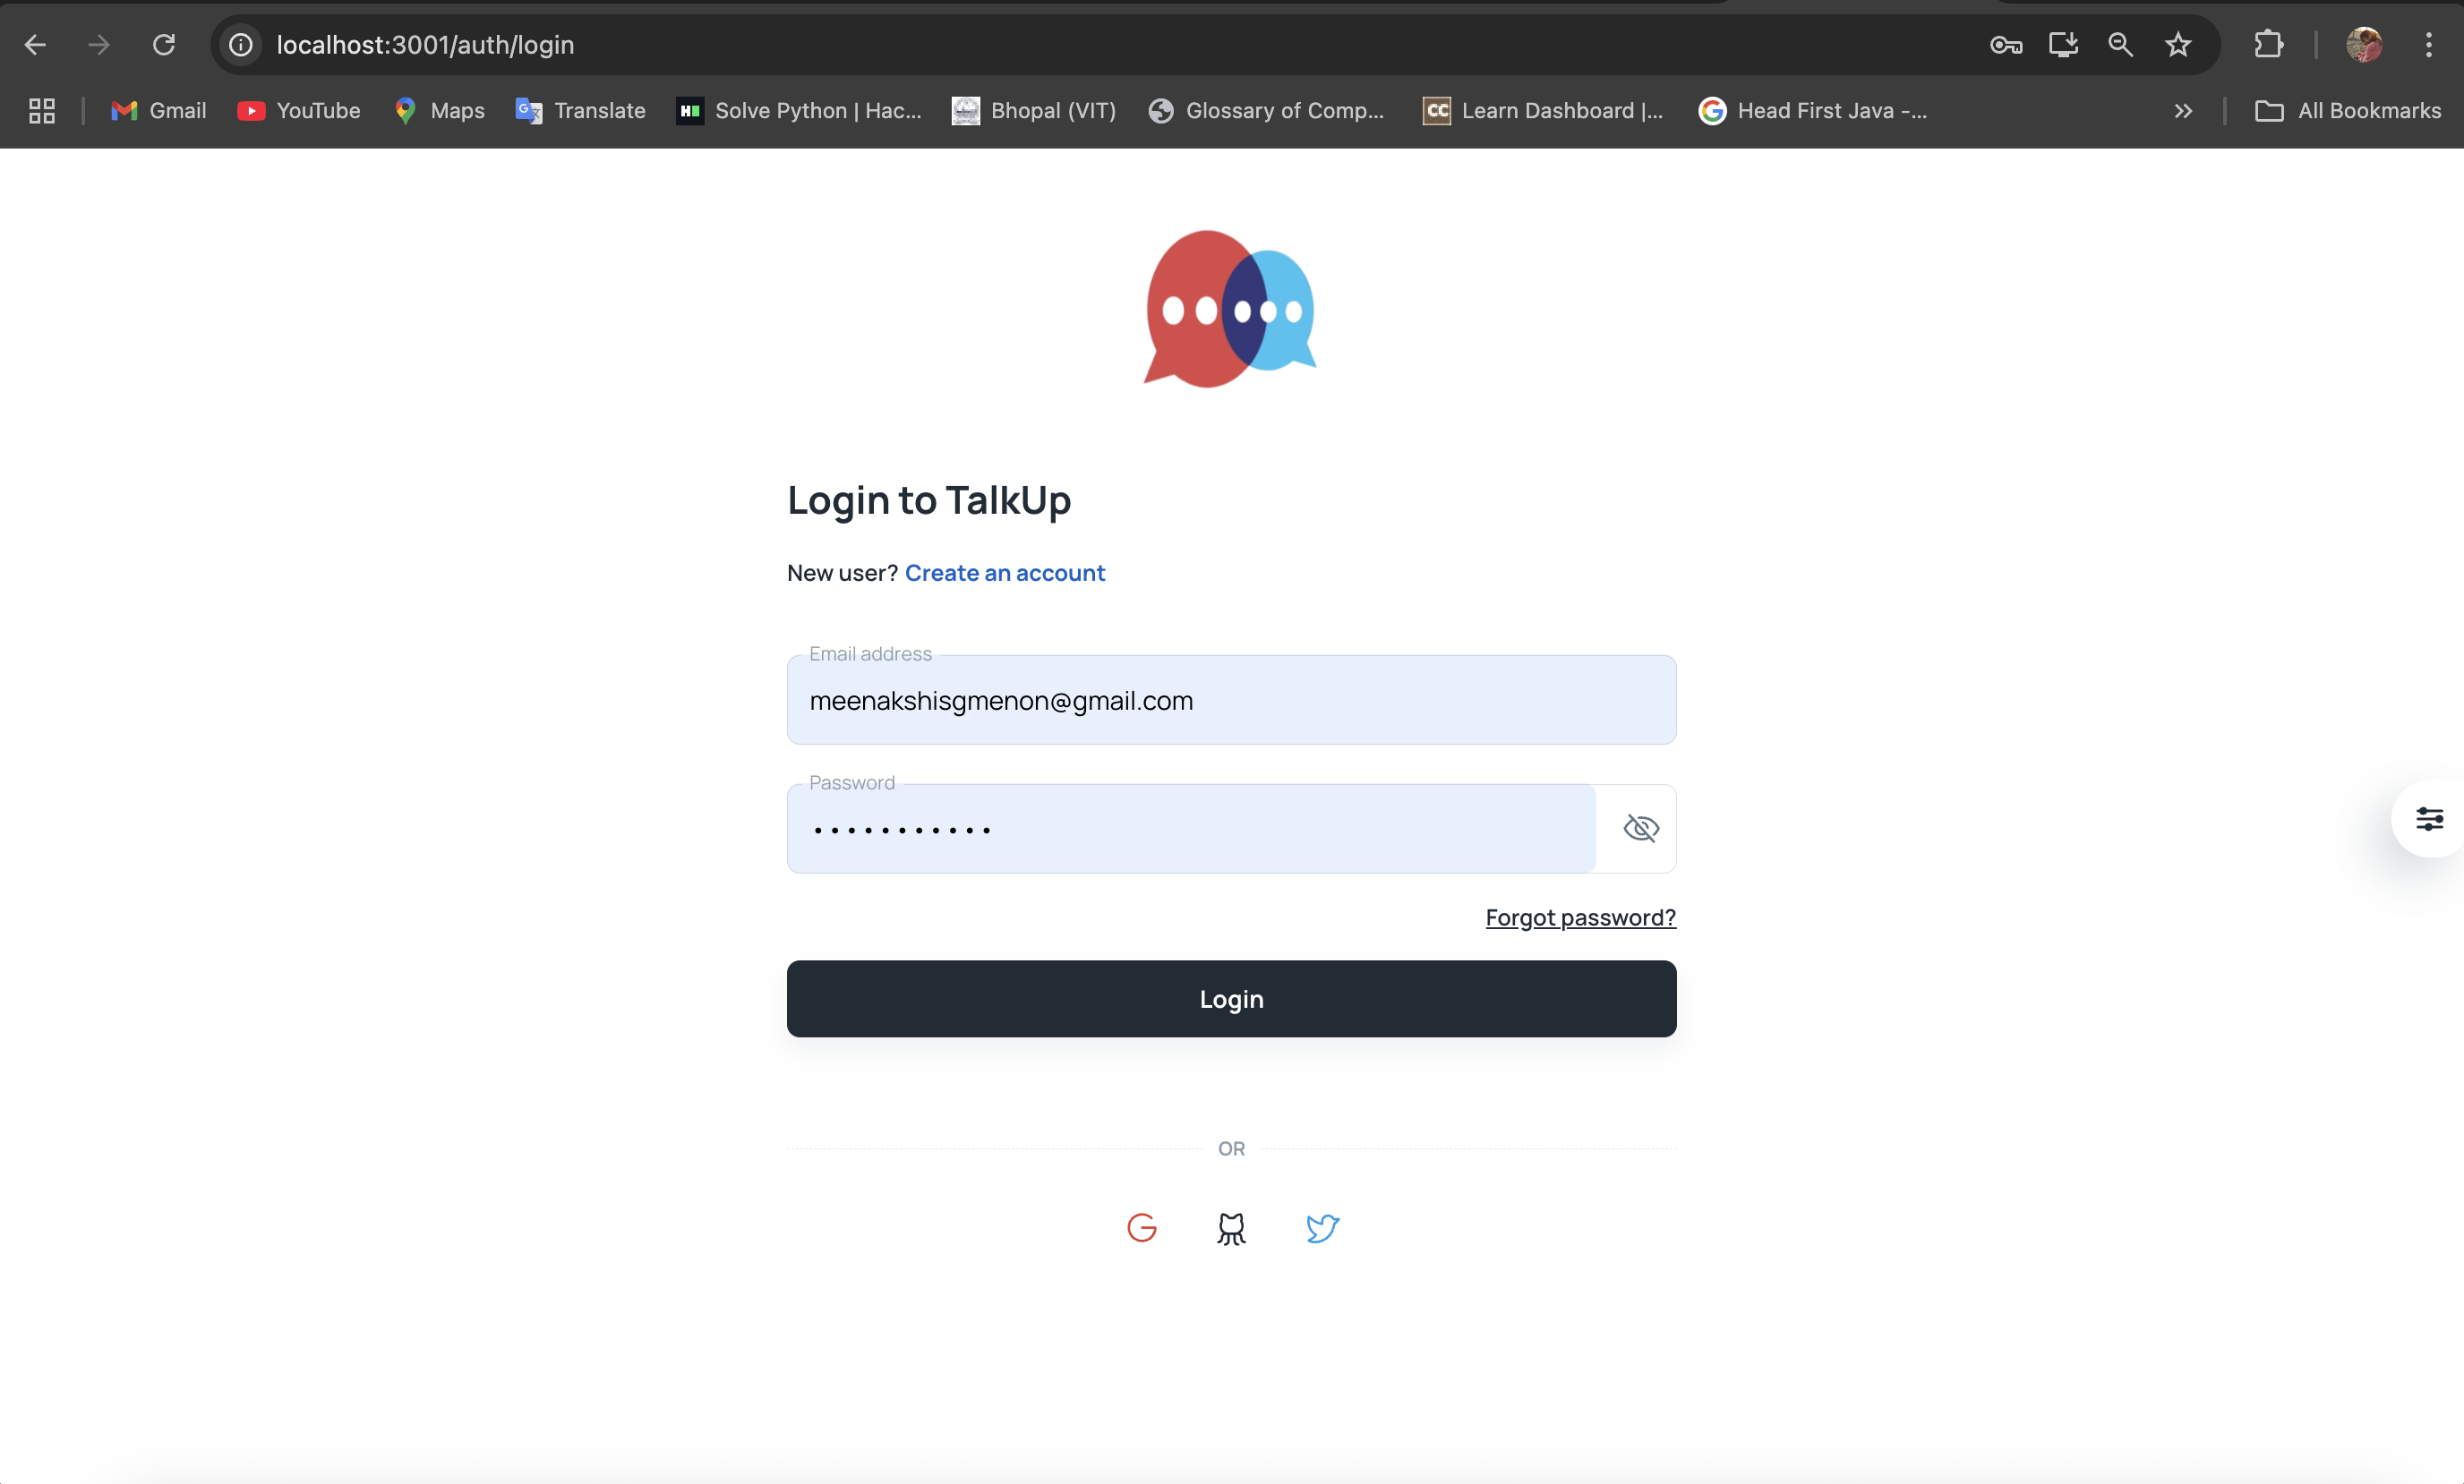 localhost:3001/auth/login
Gmail YouTube Maps Translate Solve Python | Hac... Bhopal (VIT) Glossary of Comp... CC Learn Dashboard |... Head First Java -... All Bookmarks
Login to TalkUp
New user? Create an account
Email address
meenakshisgmenon@gmail.com
Password
Forgot password?
Login
OR